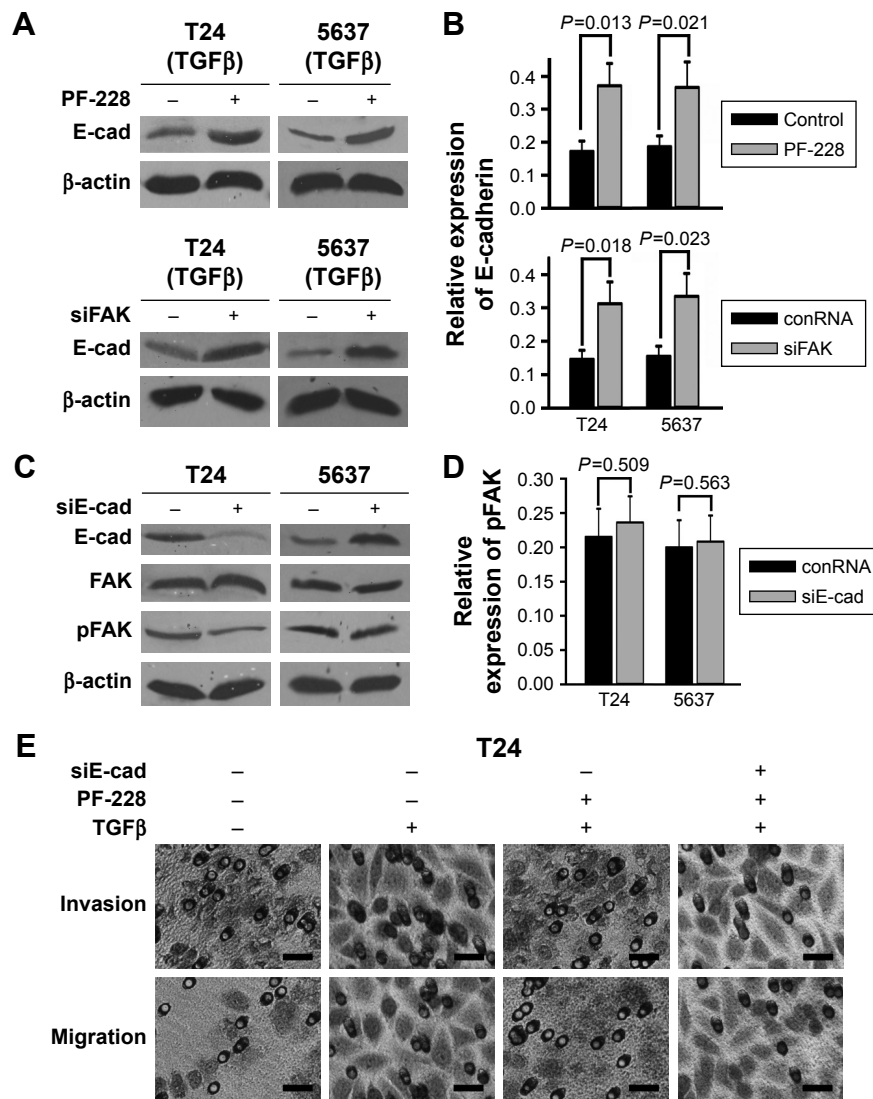 A
T24
(TGFβ)
5637
(TGFβ)
PF-228
– + – +
E-cad
β-actin
T24
(TGFβ)
5637
(TGFβ)
siFAK
– + – +
E-cad
β-actin
B
P=0.013 P=0.021
Relative expression
of E-cadherin
0.4
0.3
0.2
0.1
0.0
Control
PF-228
P=0.018 P=0.023
0.4
0.3
0.2
0.1
0.0
T24 5637
conRNA
siFAK
C
T24 5637
siE-cad
– + – +
E-cad
FAK
pFAK
β-actin
D
P=0.509
P=0.563
Relative
expression of pFAK
0.30
0.25
0.20
0.15
0.10
0.05
0.00
T24 5637
conRNA
siE-cad
E
T24
siE-cad – – – +
PF-228 – – + +
TGFβ – + + +
Invasion
Migration